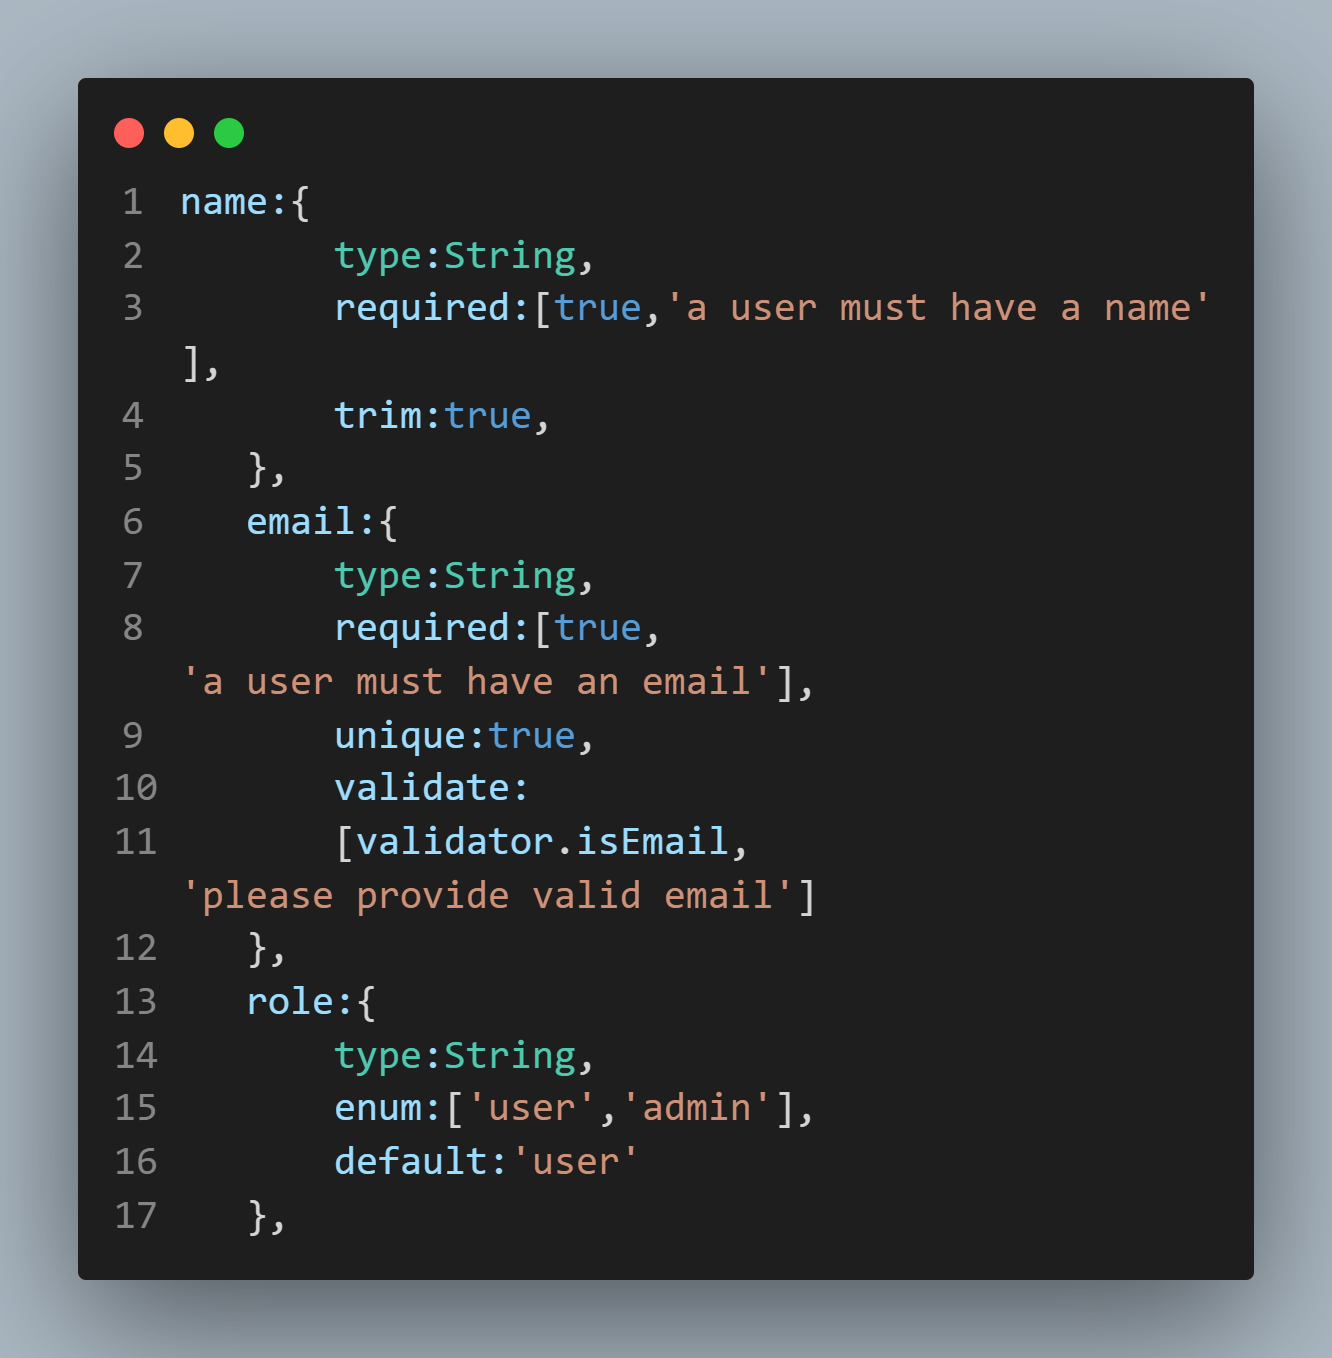 1 name:{
2 type:String,
3 required:[true,'a user must have a name'
],
4 trim:true,
5 },
6 email:{
7 type:String,
8 required:[true,
'a user must have an email'],
9 unique:true,
10 validate:
11 [validator.isEmail,
'please provide valid email']
12 },
13 role:{
14 type:String,
15 enum:['user','admin'],
16 default:'user'
17 },